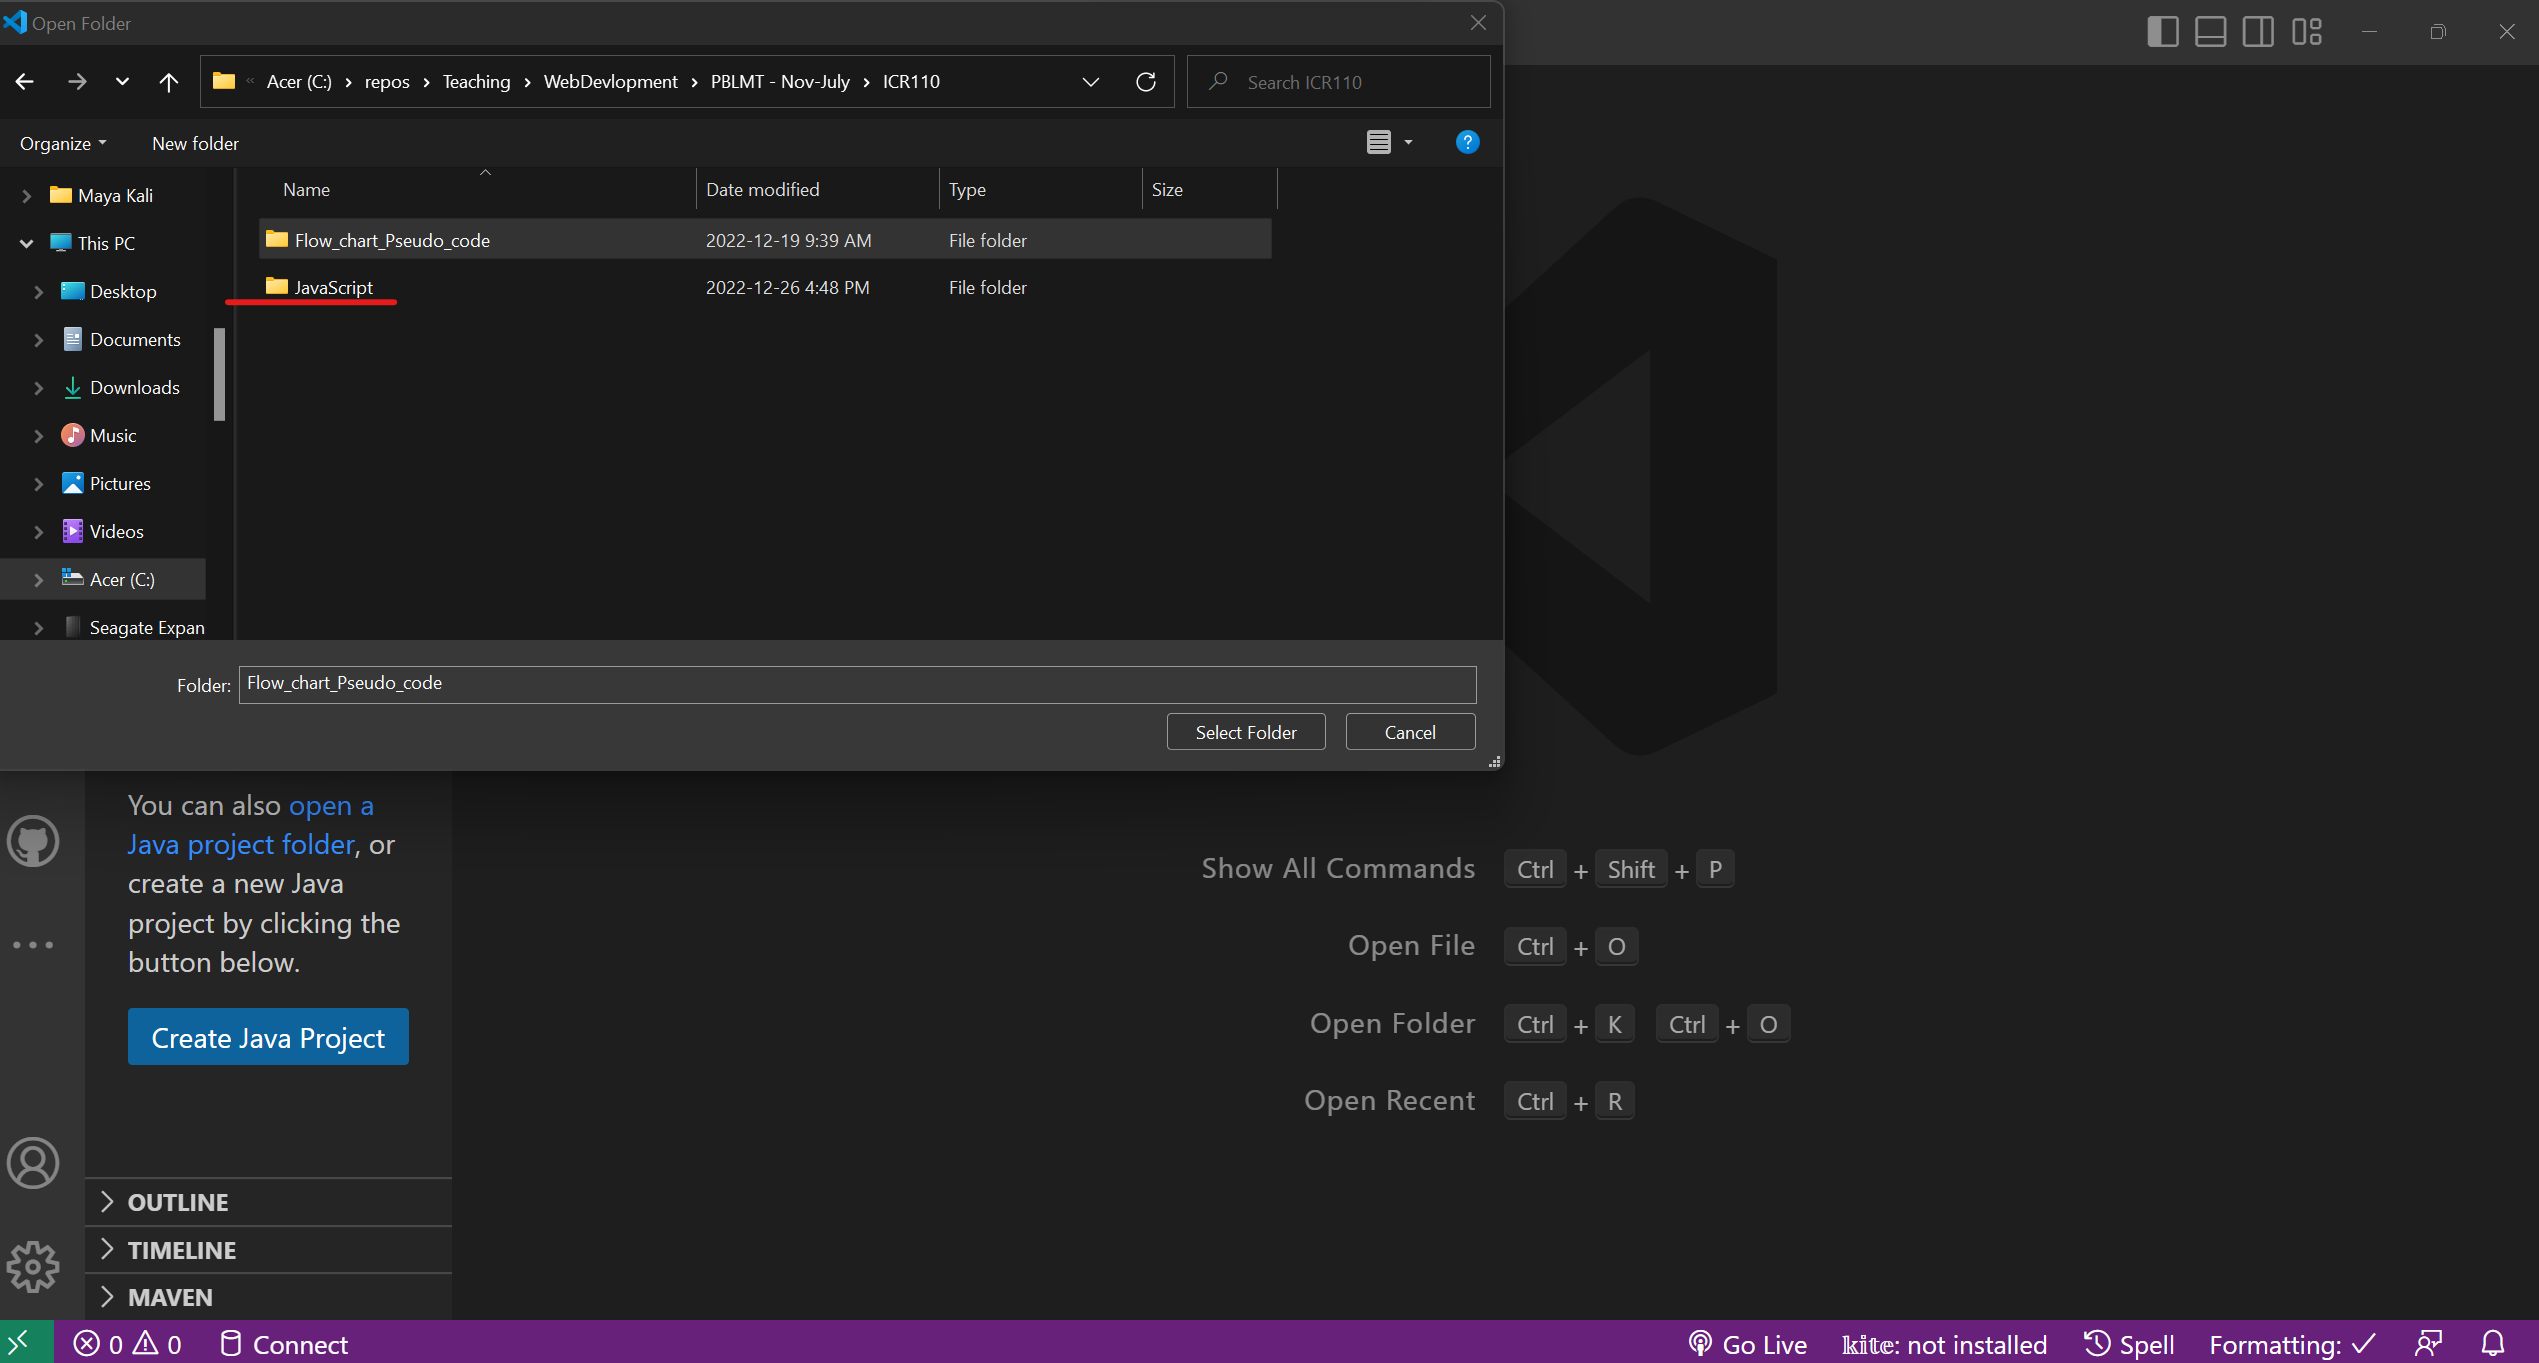 Open Folder
Acer (C:) › repos › Teaching › WebDevlopment › PBLMT - Nov-July › ICR110
Search ICR110
Organize
New folder
?
Name
Date modified
Type
Size
Maya Kali
This PC
Desktop
Documents
Downloads
Music
Pictures
Videos
Acer (C:)
Seagate Expan
Flow_chart_Pseudo_code 2022-12-19 9:39 AM File folder
JavaScript 2022-12-26 4:48 PM File folder
Folder: Flow_chart_Pseudo_code
Select Folder
Cancel
You can also open a
Java project folder, or
create a new Java
project by clicking the
button below.
Create Java Project
OUTLINE
TIMELINE
MAVEN
Show All Commands Ctrl + Shift + P
Open File Ctrl + O
Open Folder Ctrl + K Ctrl + O
Open Recent Ctrl + R
0 0 Connect
Go Live kite: not installed Spell Formatting: ✓